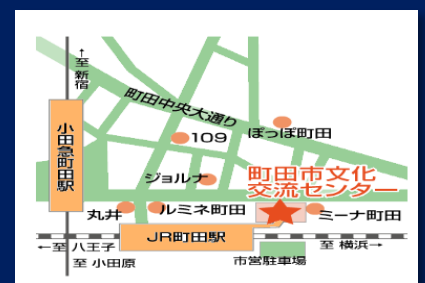 ↑至新宿
町田中央大通り
小田急町田駅
109
ぽっぽ町田
ジョルナ
町田市文化
交流センター
丸井
ルミネ町田
ミーナ町田
JR町田駅
←至 八王子
至 横浜→
至 小田原
市営駐車場